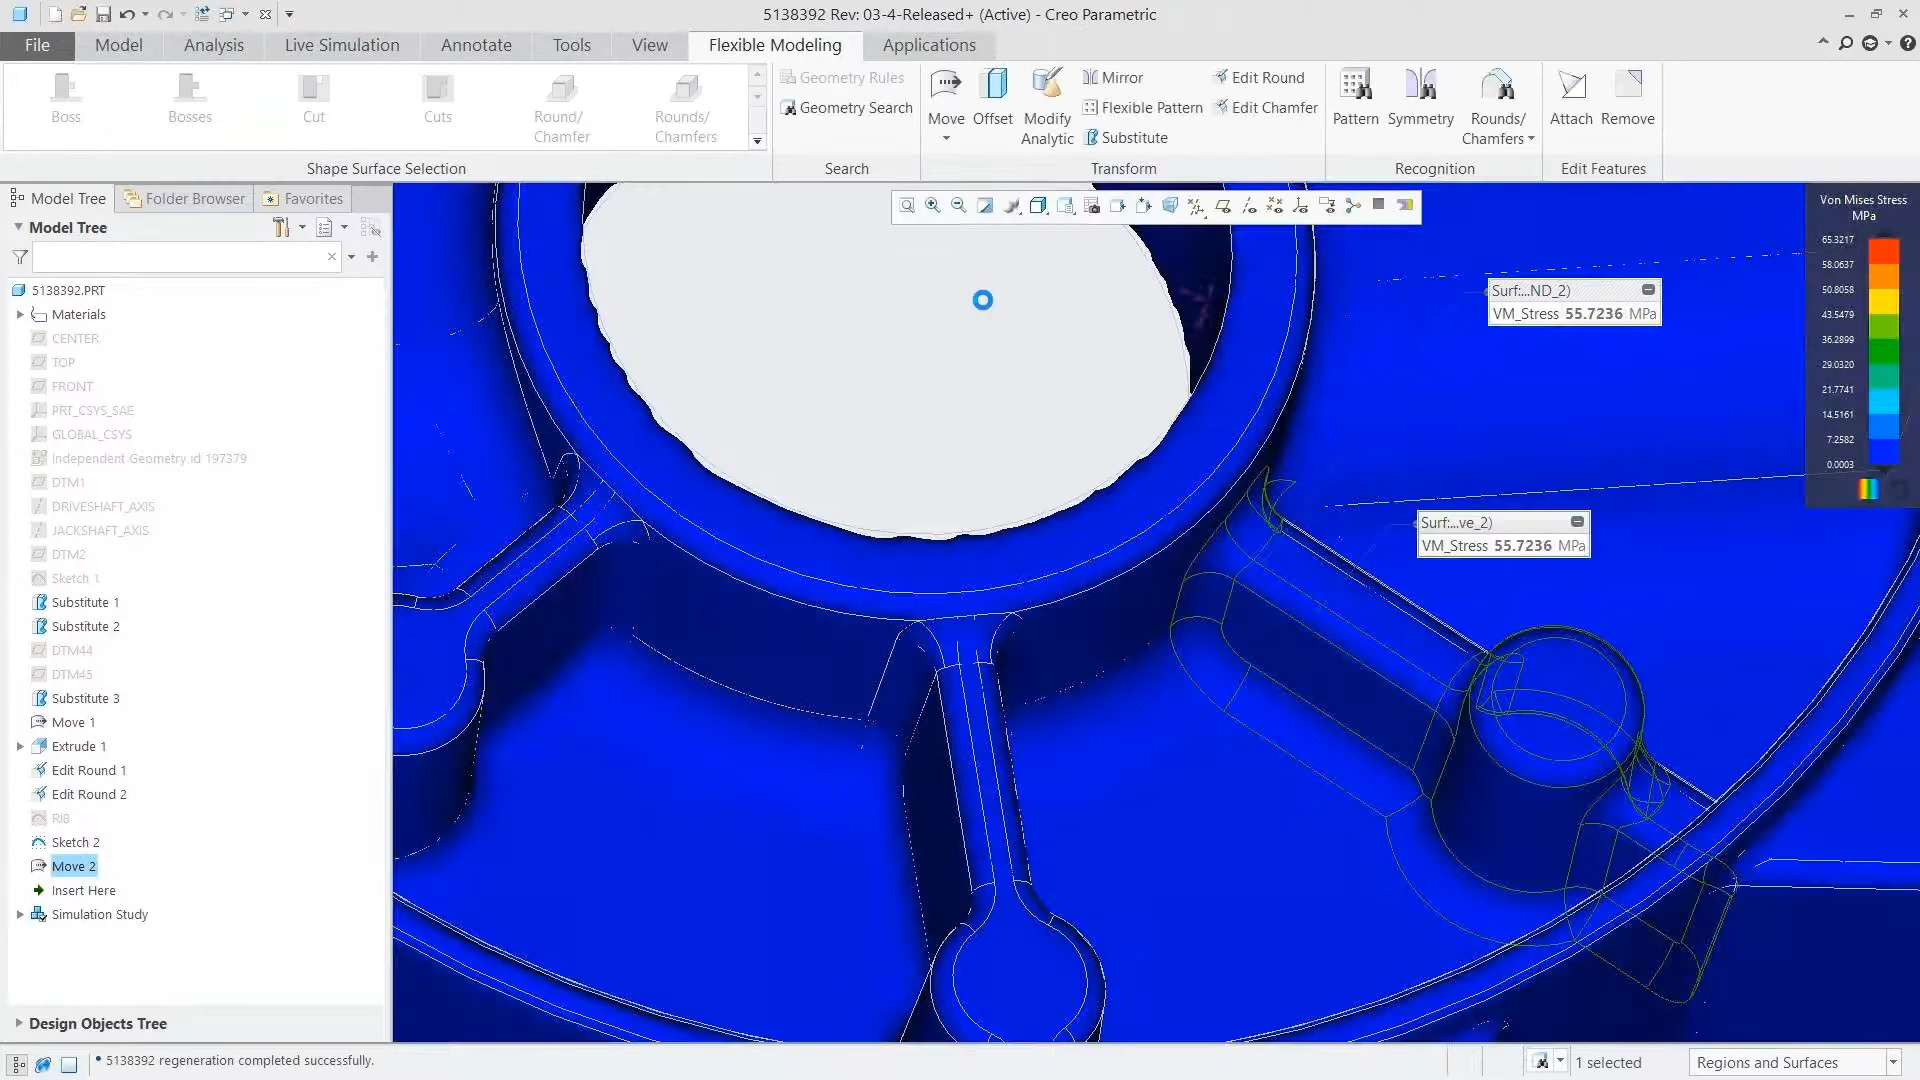 5138392 Rev: 03-4-Released+ (Active) - Creo Parametric
File Model Analysis Live Simulation Annotate Tools View Flexible Modeling Applications
Boss Bosses Cut Cuts Round/ Chamfer Rounds/ Chamfers
Shape Surface Selection
Geometry Rules
Geometry Search
Search
Move Offset Modify Analytic
Mirror
Flexible Pattern
Substitute
Edit Round
Edit Chamfer
Transform
Pattern Symmetry Rounds/ Chamfers
Recognition
Attach Remove
Edit Features
Model Tree Folder Browser Favorites
Model Tree
5138392.PRT
Materials
CENTER
TOP
FRONT
PRT_CSYS_SAE
GLOBAL_CSYS
Independent Geometry id 197379
DTM1
DRIVESHAFT_AXIS
JACKSHAFT_AXIS
DTM2
Sketch 1
Substitute 1
Substitute 2
DTM44
DTM45
Substitute 3
Move 1
Extrude 1
Edit Round 1
Edit Round 2
RIB
Sketch 2
Move 2
Insert Here
Simulation Study
Design Objects Tree
Von Mises Stress
MPa
65.3217
58.0637
50.8058
43.5479
36.2899
29.0320
21.7741
14.5161
7.2582
0.0003
Surf:...ND_2)
VM_Stress 55.7236 MPa
Surf:...ve_2)
VM_Stress 55.7236 MPa
• 5138392 regeneration completed successfully.
1 selected
Regions and Surfaces